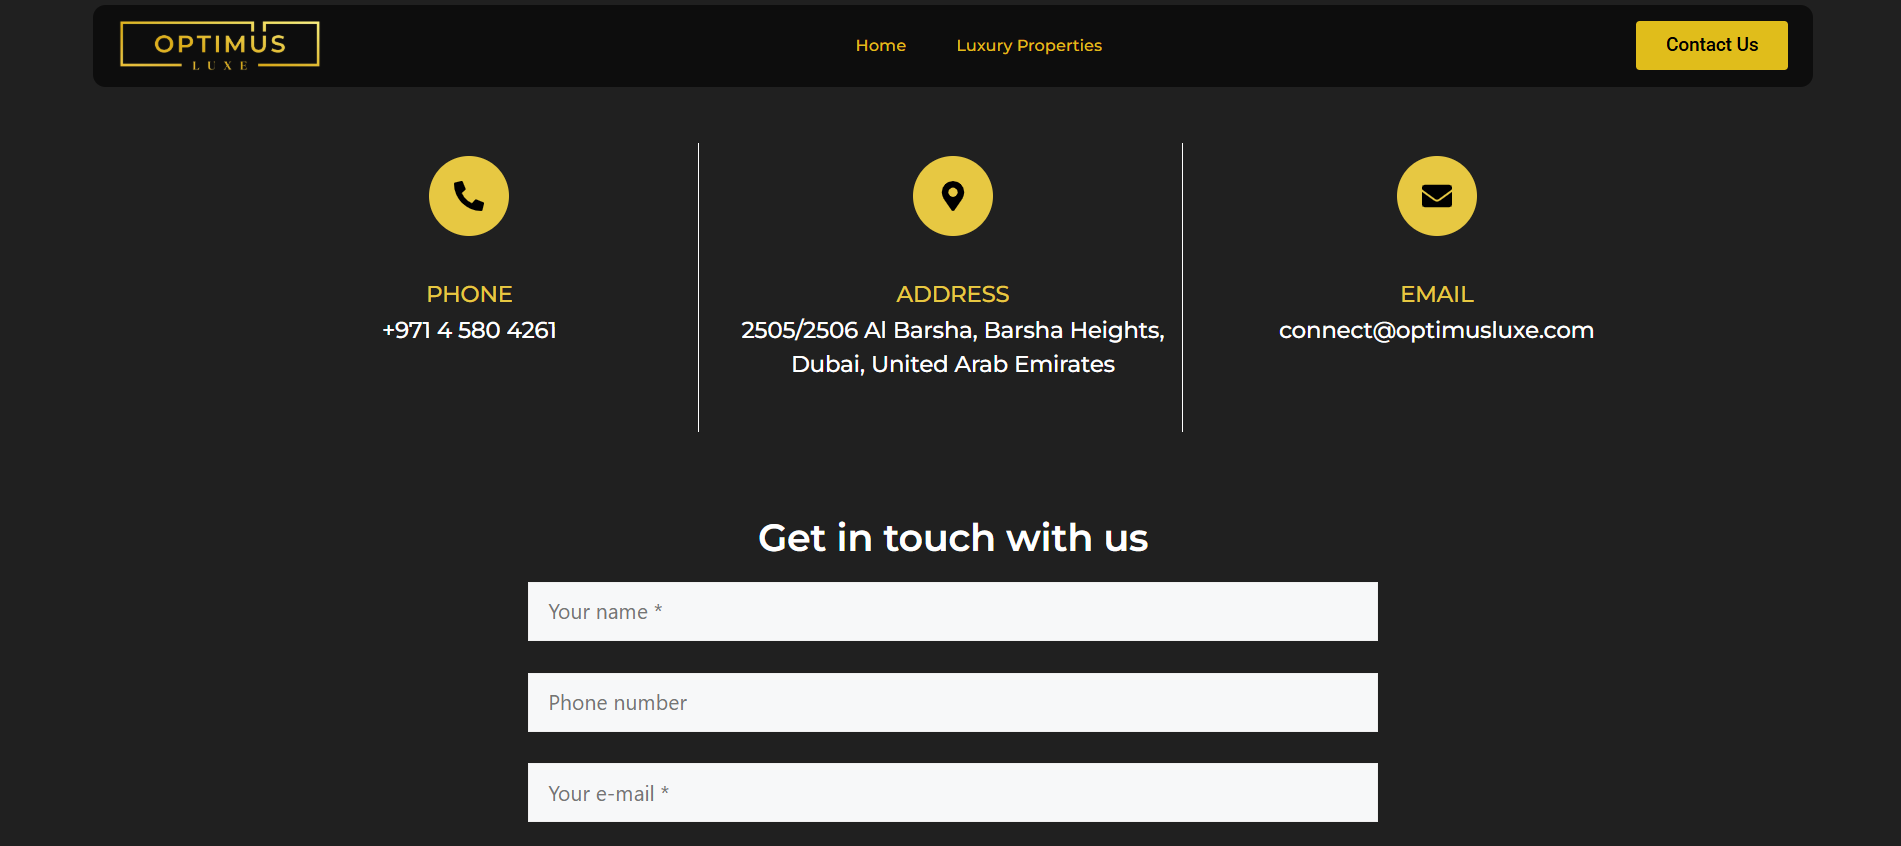 OPTIMUS
LUXE
Home
Luxury Properties
Contact Us
PHONE
+971 4 580 4261
ADDRESS
2505/2506 Al Barsha, Barsha Heights,
Dubai, United Arab Emirates
EMAIL
connect@optimusluxe.com
Get in touch with us
Your name *
Phone number
Your e-mail *